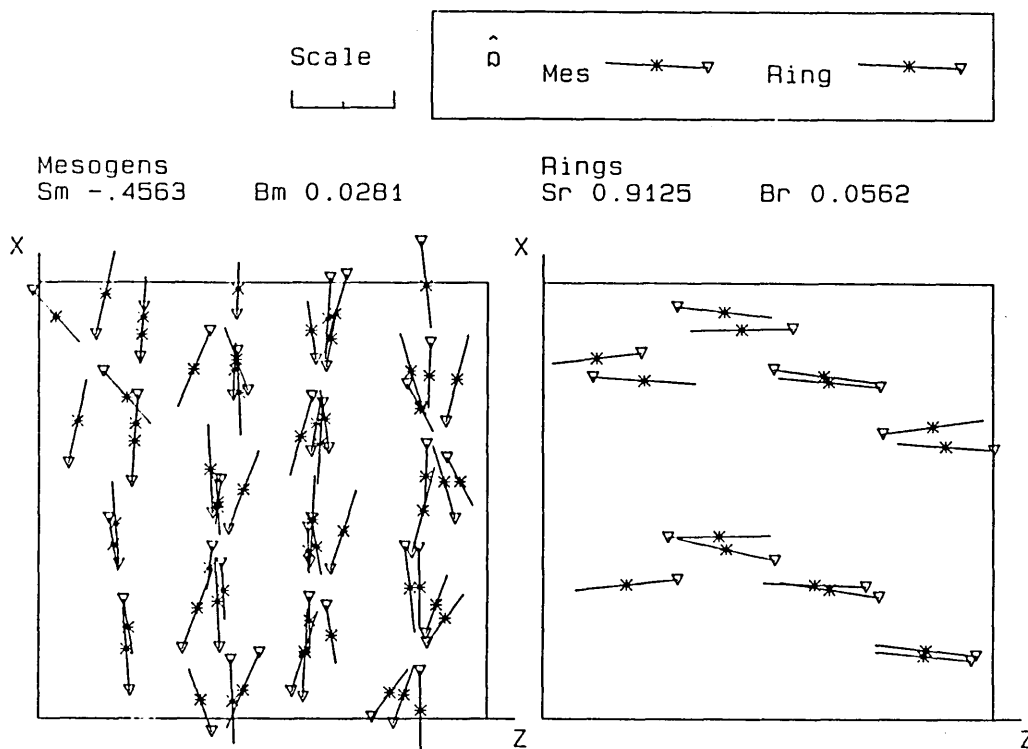 Scale
p̂
Mes
Ring
Mesogens
Sm -.4563 Bm 0.0281
Rings
Sr 0.9125 Br 0.0562
X
X
Z
Z